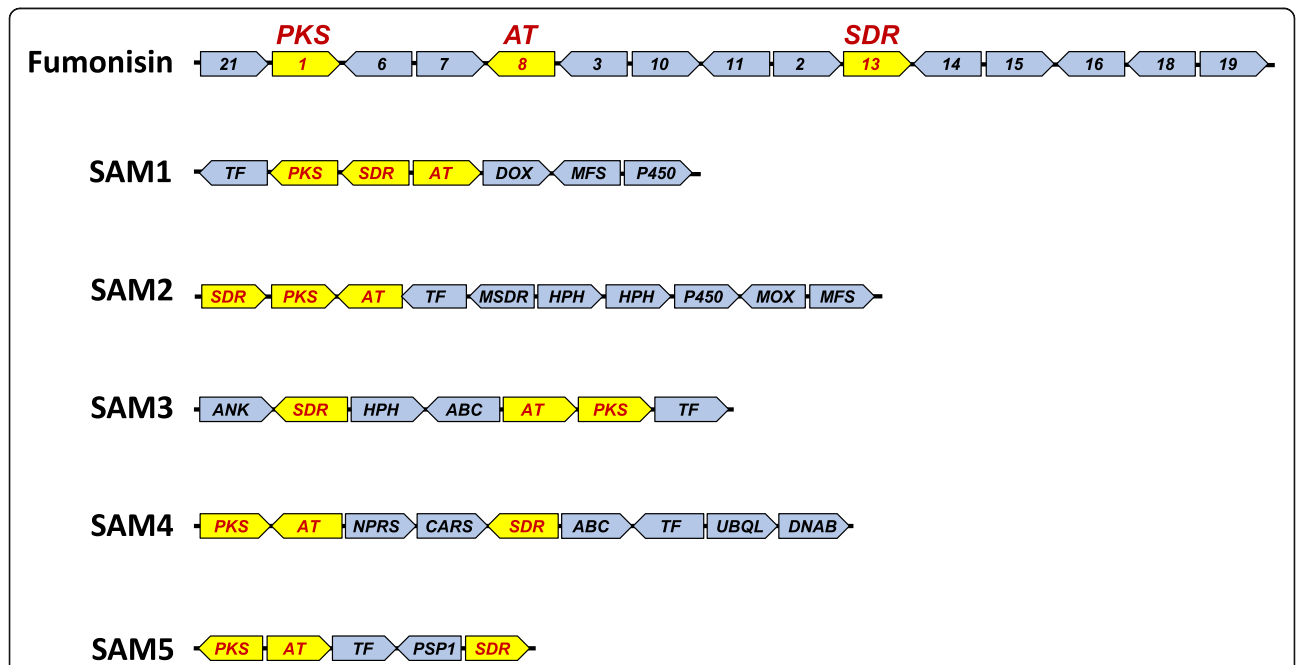 PKS AT SDR
Fumonisin 21 1 6 7 8 3 10 11 2 13 14 15 16 18 19
SAM1 TF PKS SDR AT DOX MFS P450
SAM2 SDR PKS AT TF MSDR HPH HPH P450 MOX MFS
SAM3 ANK SDR HPH ABC AT PKS TF
SAM4 PKS AT NPRS CARS SDR ABC TF UBQL DNAB
SAM5 PKS AT TF PSP1 SDR